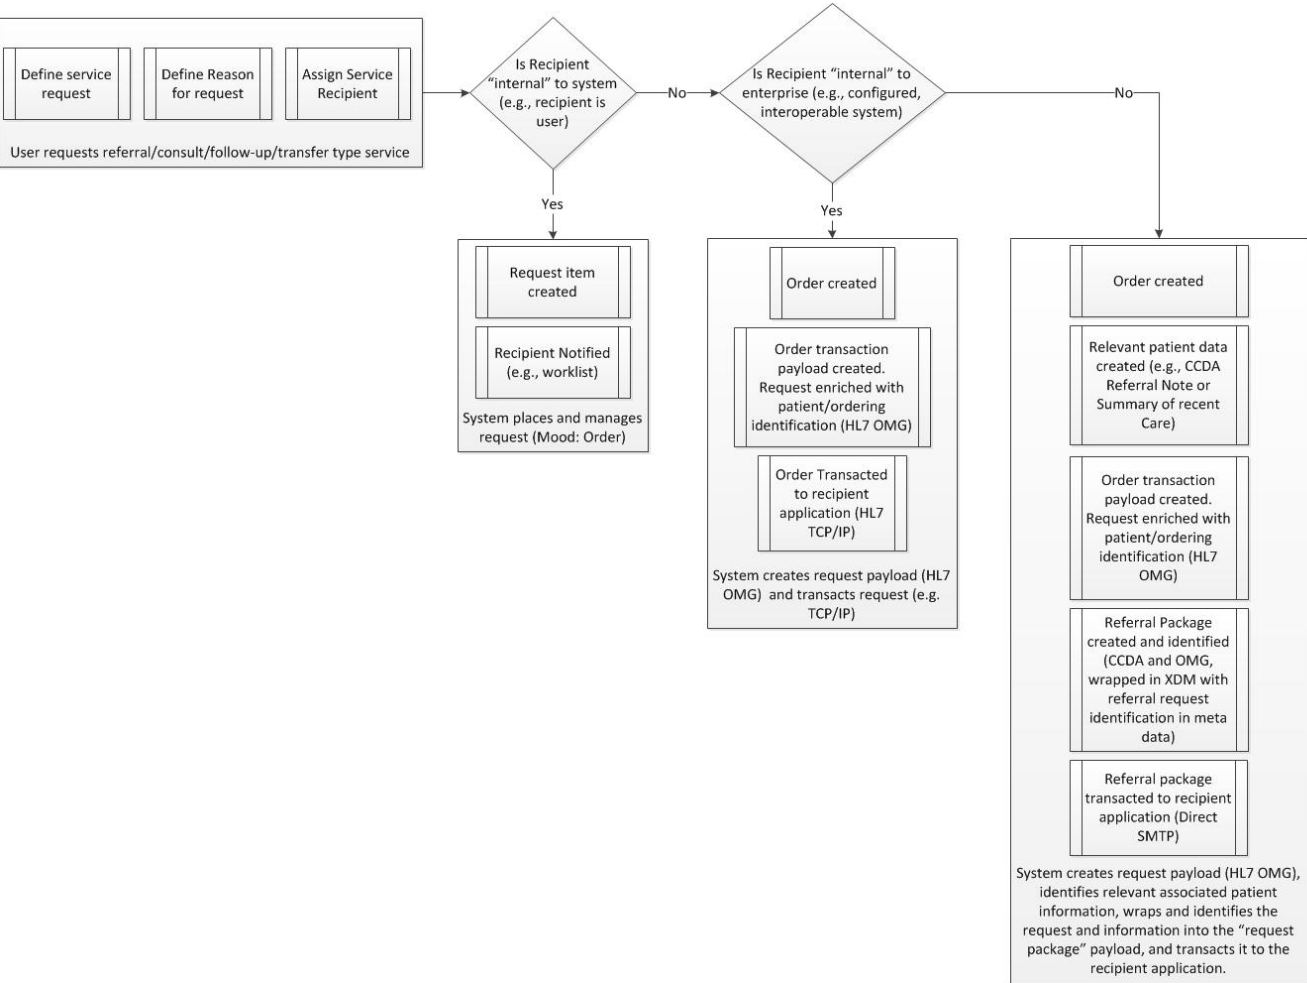 Define service
request
Define Reason
for request
Assign Service
Recipient
User requests referral/consult/follow-up/transfer type service
Is Recipient
“internal” to system
(e.g., recipient is
user)
No
Is Recipient “internal” to
enterprise (e.g., configured,
interoperable system)
No
Yes
Yes
Request item
created
Recipient Notified
(e.g., worklist)
System places and manages
request (Mood: Order)
Order created
Order transaction
payload created.
Request enriched with
patient/ordering
identification (HL7 OMG)
Order Transacted
to recipient
application (HL7
TCP/IP)
System creates request payload (HL7
OMG) and transacts request (e.g.
TCP/IP)
Order created
Relevant patient data
created (e.g., CCDA
Referral Note or
Summary of recent
Care)
Order transaction
payload created.
Request enriched with
patient/ordering
identification (HL7
OMG)
Referral Package
created and identified
(CCDA and OMG,
wrapped in XDM with
referral request
identification in meta
data)
Referral package
transacted to recipient
application (Direct
SMTP)
System creates request payload (HL7 OMG),
identifies relevant associated patient
information, wraps and identifies the
request and information into the “request
package” payload, and transacts it to the
recipient application.